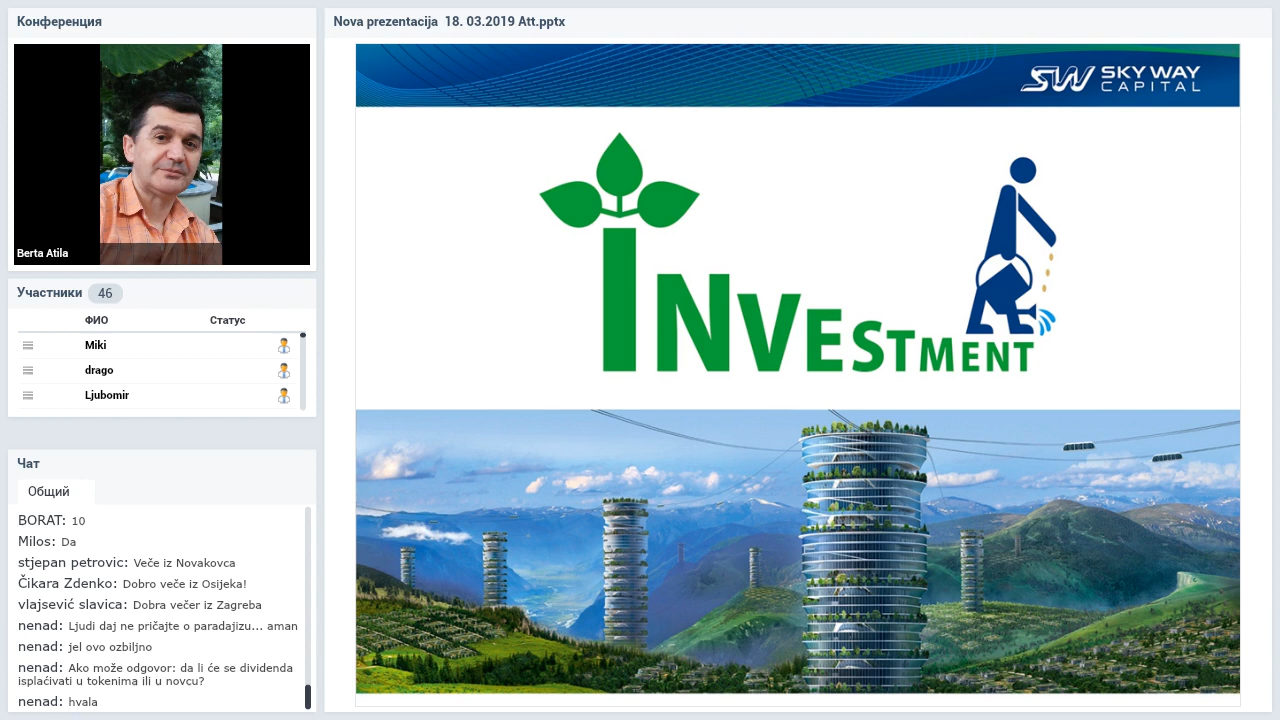 Конференция
Berta Atila
Участники 46
ФИО Статус
Miki
drago
Ljubomir
Чат
Общий
BORAT: 10
Milos: Da
stjepan petrovic: Veče iz Novakovca
Čikara Zdenko: Dobro veče iz Osijeka!
vlajsević slavica: Dobra večer iz Zagreba
nenad: Ljudi daj ne pričajte o paradajizu... aman
nenad: jel ovo ozbiljno
nenad: Ako može odgovor: da li će se dividenda
isplaćivati u tokenima ili u novcu?
nenad: hvala
Nova prezentacija 18. 03.2019 Att.pptx
SW SKY WAY
CAPITAL
INVESTMENT